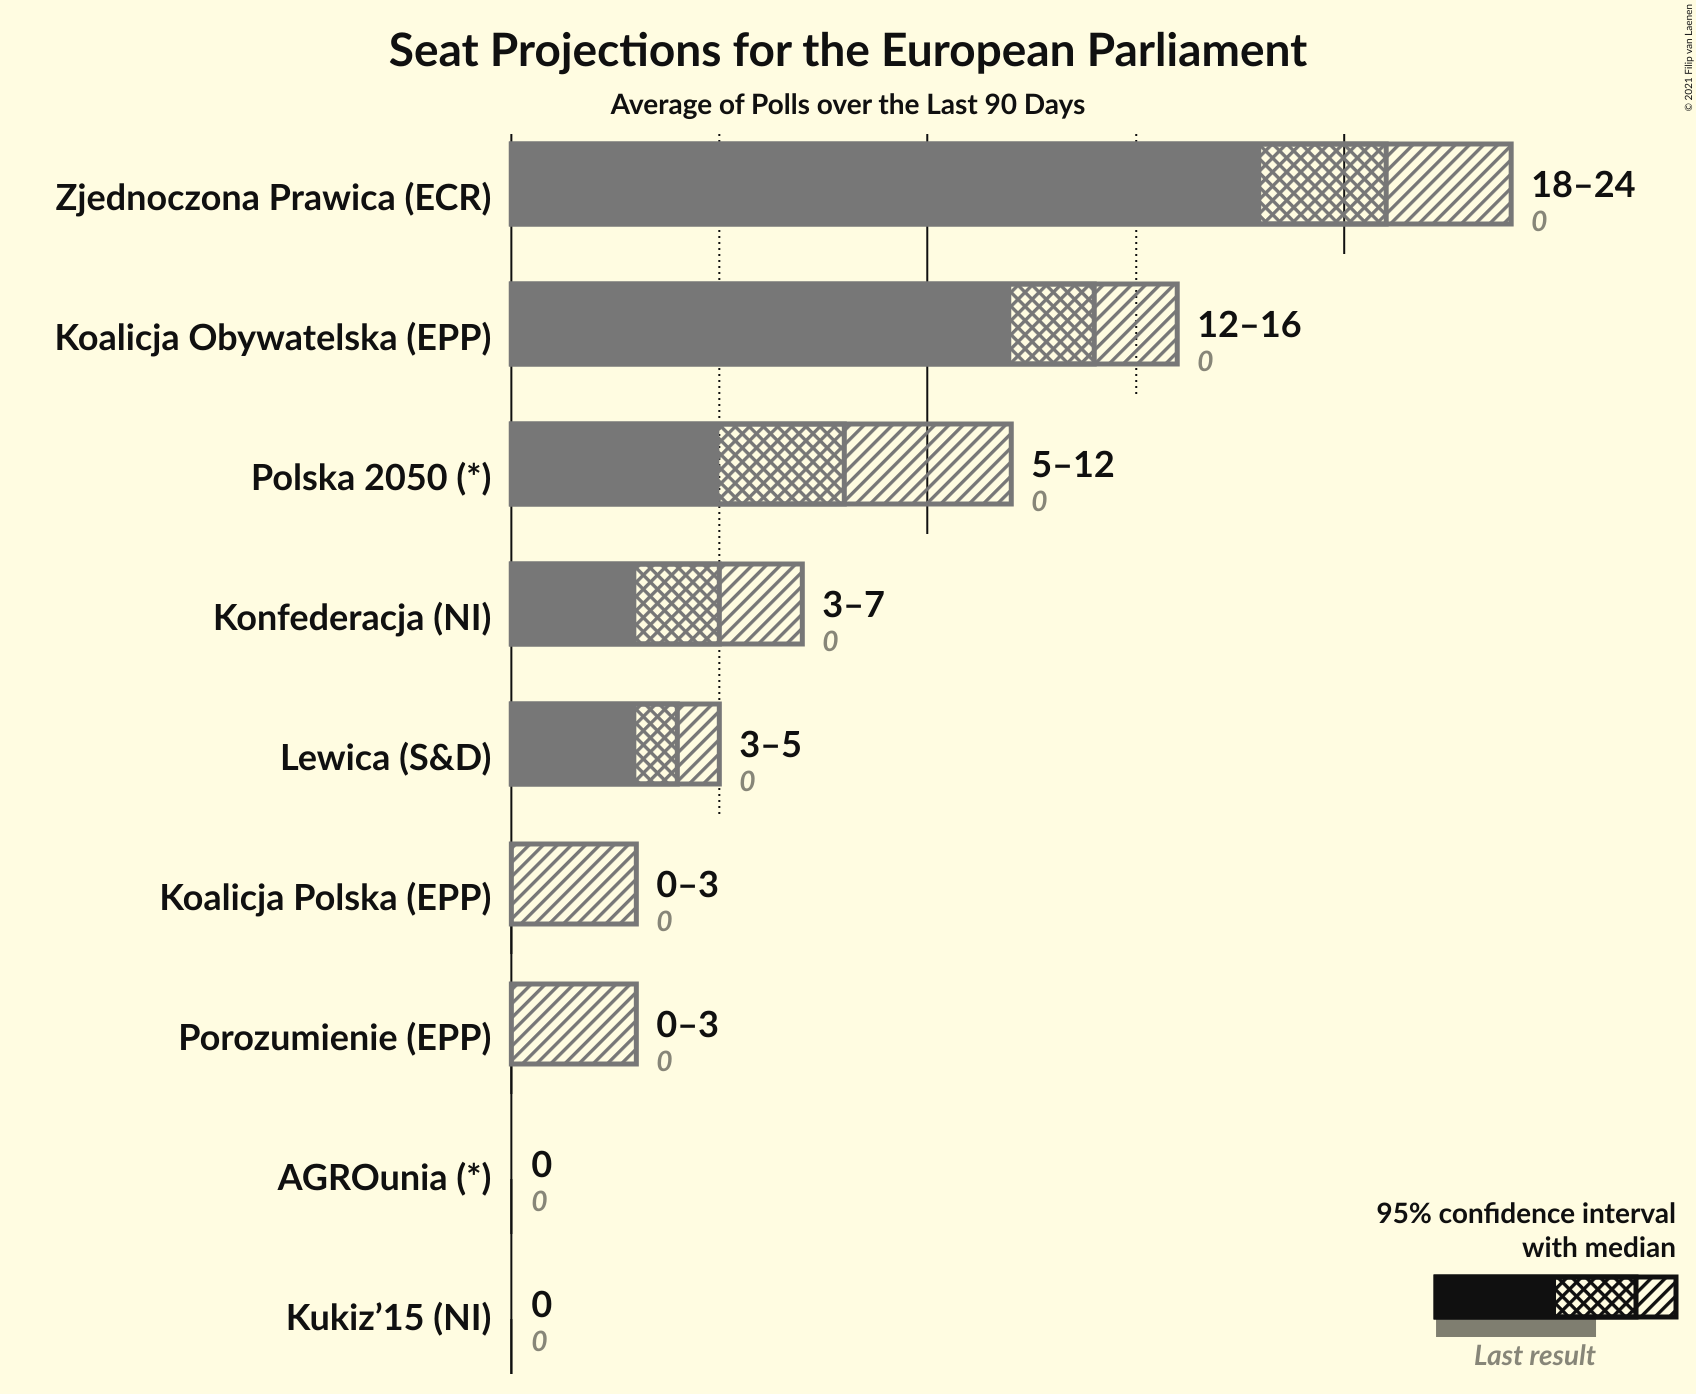 Seat Projections for the European Parliament
Average of Polls over the Last 90 Days
© 2021 Filip van Laenen
Zjednoczona Prawica (ECR)
18–24
0
Koalicja Obywatelska (EPP)
12–16
0
Polska 2050 (*)
5–12
0
Konfederacja (NI)
3–7
0
Lewica (S&D)
3–5
0
Koalicja Polska (EPP)
0–3
0
Porozumienie (EPP)
0–3
0
AGROunia (*)
0
0
Kukiz’15 (NI)
0
0
95% confidence interval
with median
Last result